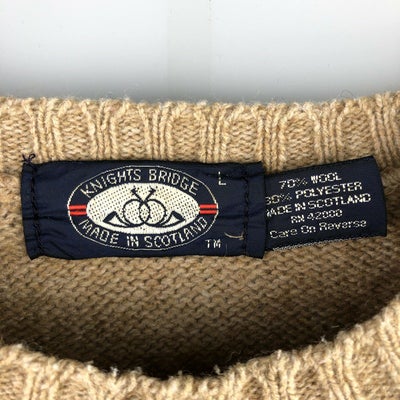 KNIGHTS BRIDGE
MADE IN SCOTLAND
TM
L
70% WOOL
30% POLYESTER
MADE IN SCOTLAND
RN 42000
Care On Reverse